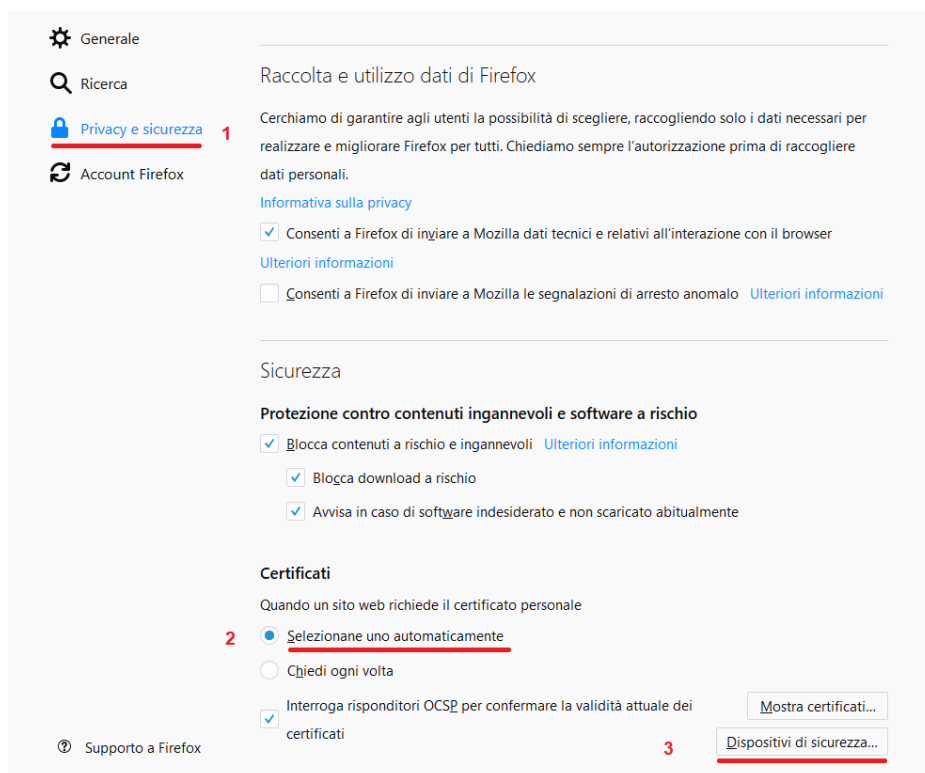 Generale
Ricerca
Privacy e sicurezza 1
Account Firefox
Raccolta e utilizzo dati di Firefox
Cerchiamo di garantire agli utenti la possibilità di scegliere, raccogliendo solo i dati necessari per
realizzare e migliorare Firefox per tutti. Chiediamo sempre l'autorizzazione prima di raccogliere
dati personali.
Informativa sulla privacy
Consenti a Firefox di inviare a Mozilla dati tecnici e relativi all'interazione con il browser
Ulteriori informazioni
Consenti a Firefox di inviare a Mozilla le segnalazioni di arresto anomalo Ulteriori informazioni
Sicurezza
Protezione contro contenuti ingannevoli e software a rischio
Blocca contenuti a rischio e ingannevoli Ulteriori informazioni
Blocca download a rischio
Avvisa in caso di software indesiderato e non scaricato abitualmente
Certificati
Quando un sito web richiede il certificato personale
2 Selezionane uno automaticamente
Chiedi ogni volta
Interroga risponditori OCSP per confermare la validità attuale dei
certificati
Mostra certificati...
3 Dispositivi di sicurezza...
Supporto a Firefox